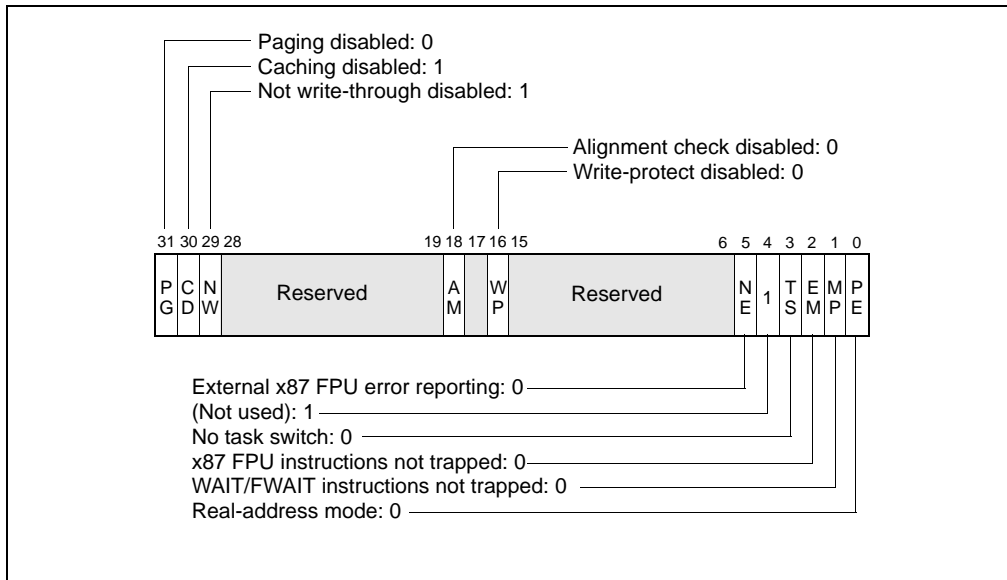 Paging disabled: 0
Caching disabled: 1
Not write-through disabled: 1
Alignment check disabled: 0
Write-protect disabled: 0
31 30 29 28 19 18 17 16 15 6 5 4 3 2 1 0
P C N A W N T E M P
G D W Reserved M P Reserved E 1 S M P E
External x87 FPU error reporting: 0
(Not used): 1
No task switch: 0
x87 FPU instructions not trapped: 0
WAIT/FWAIT instructions not trapped: 0
Real-address mode: 0